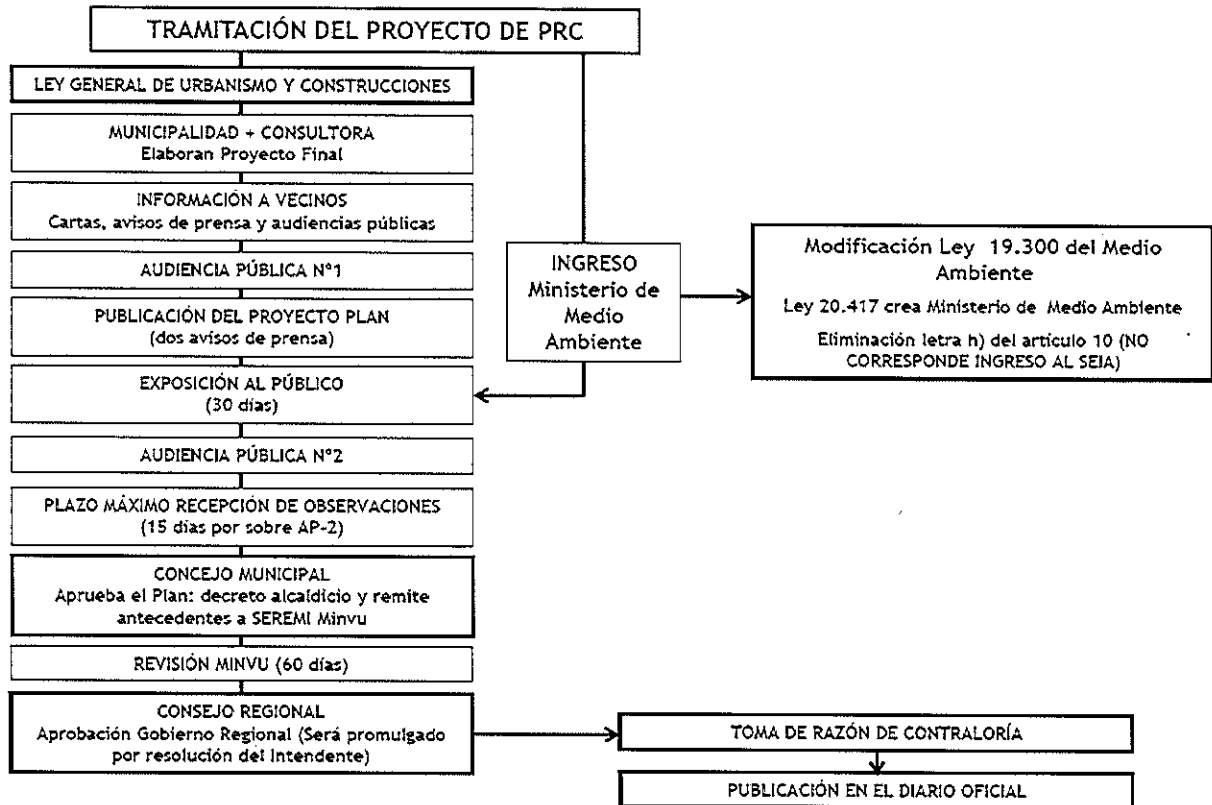 TRAMITACIÓN DEL PROYECTO DE PRC
LEY GENERAL DE URBANISMO Y CONSTRUCCIONES
MUNICIPALIDAD + CONSULTORA
Elaboran Proyecto Final
INFORMACIÓN A VECINOS
Cartas, avisos de prensa y audiencias públicas
AUDIENCIA PÚBLICA Nº1
PUBLICACIÓN DEL PROYECTO PLAN
(dos avisos de prensa)
EXPOSICIÓN AL PÚBLICO
(30 días)
AUDIENCIA PÚBLICA Nº2
PLAZO MÁXIMO RECEPCIÓN DE OBSERVACIONES
(15 días por sobre AP-2)
CONCEJO MUNICIPAL
Aprueba el Plan: decreto alcaldicio y remite
antecedentes a SEREMI Minvu
REVISIÓN MINVU (60 días)
CONSEJO REGIONAL
Aprobación Gobierno Regional (Será promulgado
por resolución del Intendente)
INGRESO
Ministerio de
Medio
Ambiente
Modificación Ley 19.300 del Medio
Ambiente
Ley 20.417 crea Ministerio de Medio Ambiente
Eliminación letra h) del artículo 10 (NO
CORRESPONDE INGRESO AL SEIA)
TOMA DE RAZÓN DE CONTRALORÍA
PUBLICACIÓN EN EL DIARIO OFICIAL